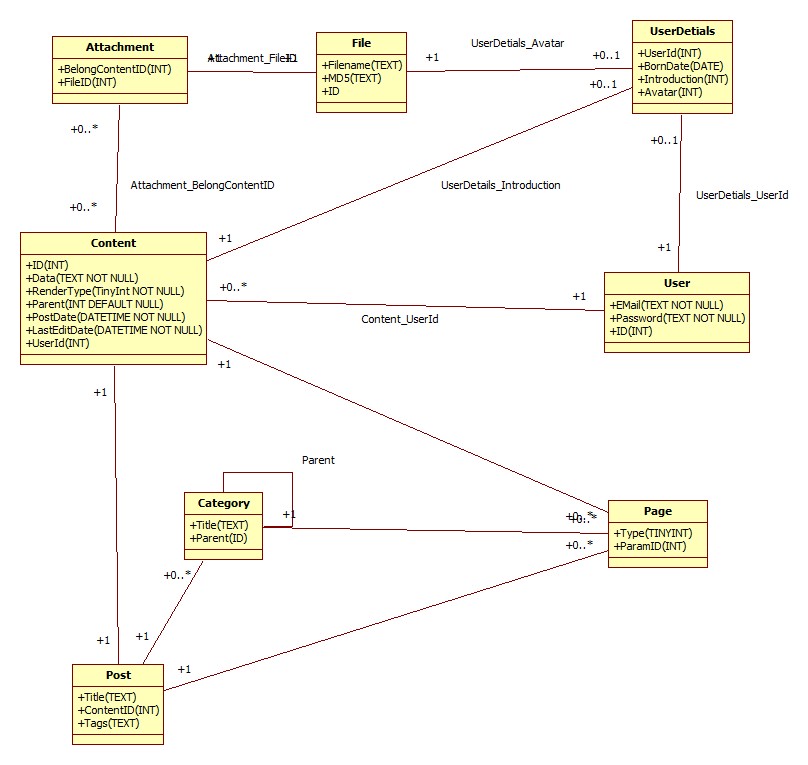 Attachment
+BelongContentID(INT)
+FileID(INT)
Attachment_FileID
File
+Filename(TEXT)
+MD5(TEXT)
+ID
+1
UserDetials_Avatar
+0..1
UserDetials
+UserId(INT)
+BornDate(DATE)
+Introduction(INT)
+Avatar(INT)
+0..1
+0..*
Attachment_BelongContentID
+0..*
UserDetails_Introduction
+1
+0..1
UserDetials_UserId
+1
Content
+ID(INT)
+Data(TEXT NOT NULL)
+RenderType(TinyInt NOT NULL)
+Parent(INT DEFAULT NULL)
+PostDate(DATETIME NOT NULL)
+LastEditDate(DATETIME NOT NULL)
+UserId(INT)
+0..*
Content_UserId
+1
User
+EMail(TEXT NOT NULL)
+Password(TEXT NOT NULL)
+ID(INT)
+1
+1
Parent
Category
+Title(TEXT)
+Parent(ID)
+1
+0..*
+0..*
+0..*
Page
+Type(TINYINT)
+ParamID(INT)
+0..*
+1
+1
+1
Post
+Title(TEXT)
+ContentID(INT)
+Tags(TEXT)